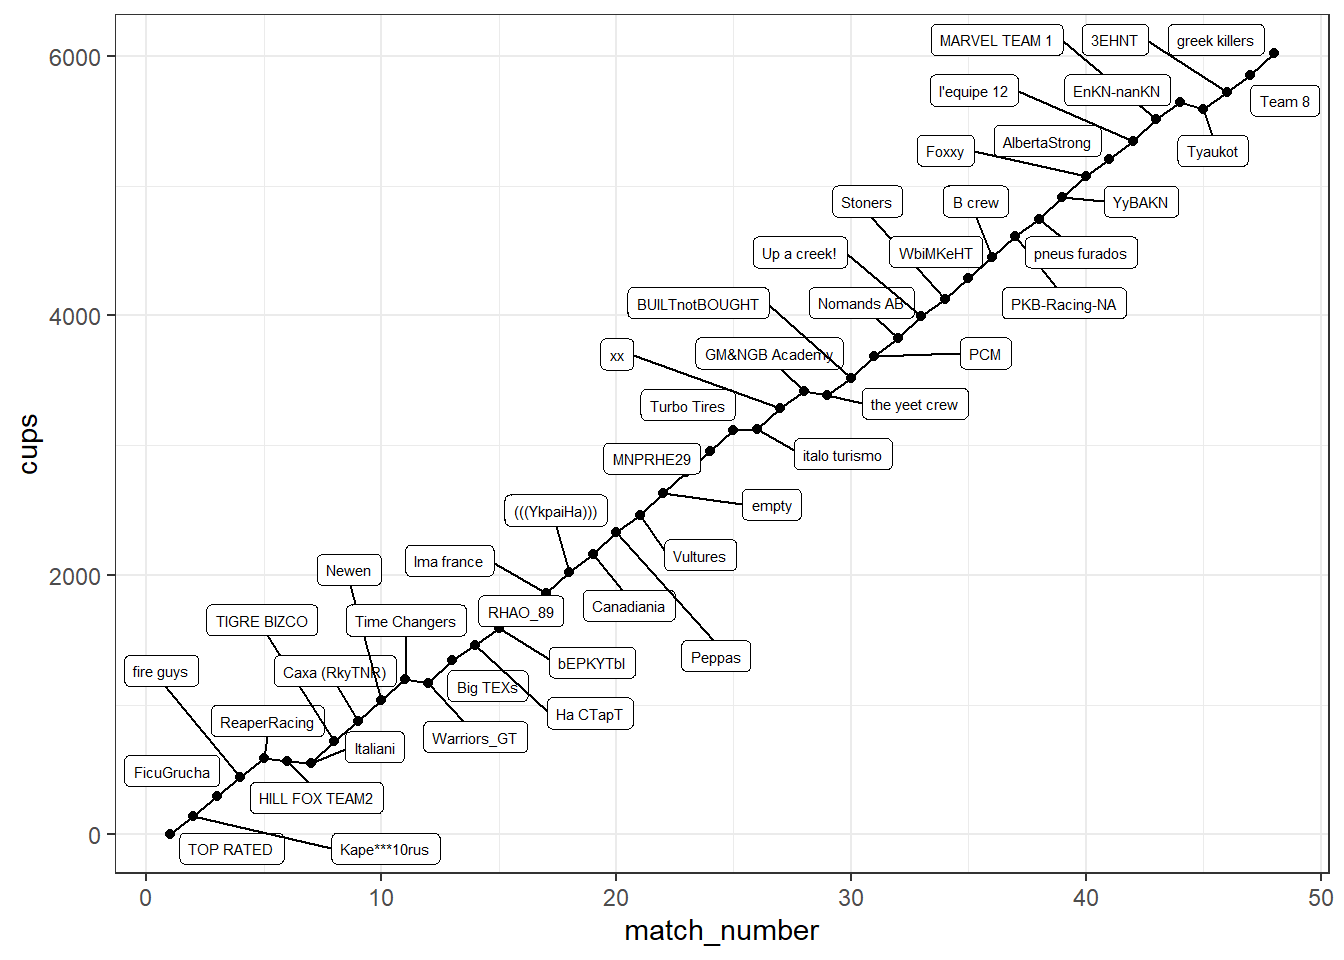 6000
4000
2000
0
cups
MARVEL TEAM 1
3EHNT
greek killers
l'equipe 12
EnKN-nanKN
Team 8
Foxxy
AlbertaStrong
Tyaukot
Stoners
B crew
YyBAKN
Up a creek!
WbiMKeHT
pneus furados
BUILTnotBOUGHT
Nomands AB
PKB-Racing-NA
xx
GM&NGB Academy
PCM
Turbo Tires
the yeet crew
MNPRHE29
italo turismo
(((YkpaiHa)))
empty
Newen
Ima france
Vultures
TIGRE BIZCO
Time Changers
RHAO_89
Canadiania
fire guys
Caxa (RkyTNR)
bEPKYTbl
Peppas
ReaperRacing
Big TEXs
Ha CTapT
FicuGrucha
Italiani
Warriors_GT
HILL FOX TEAM2
TOP RATED
Kape***10rus
0
10
20
30
40
50
match_number